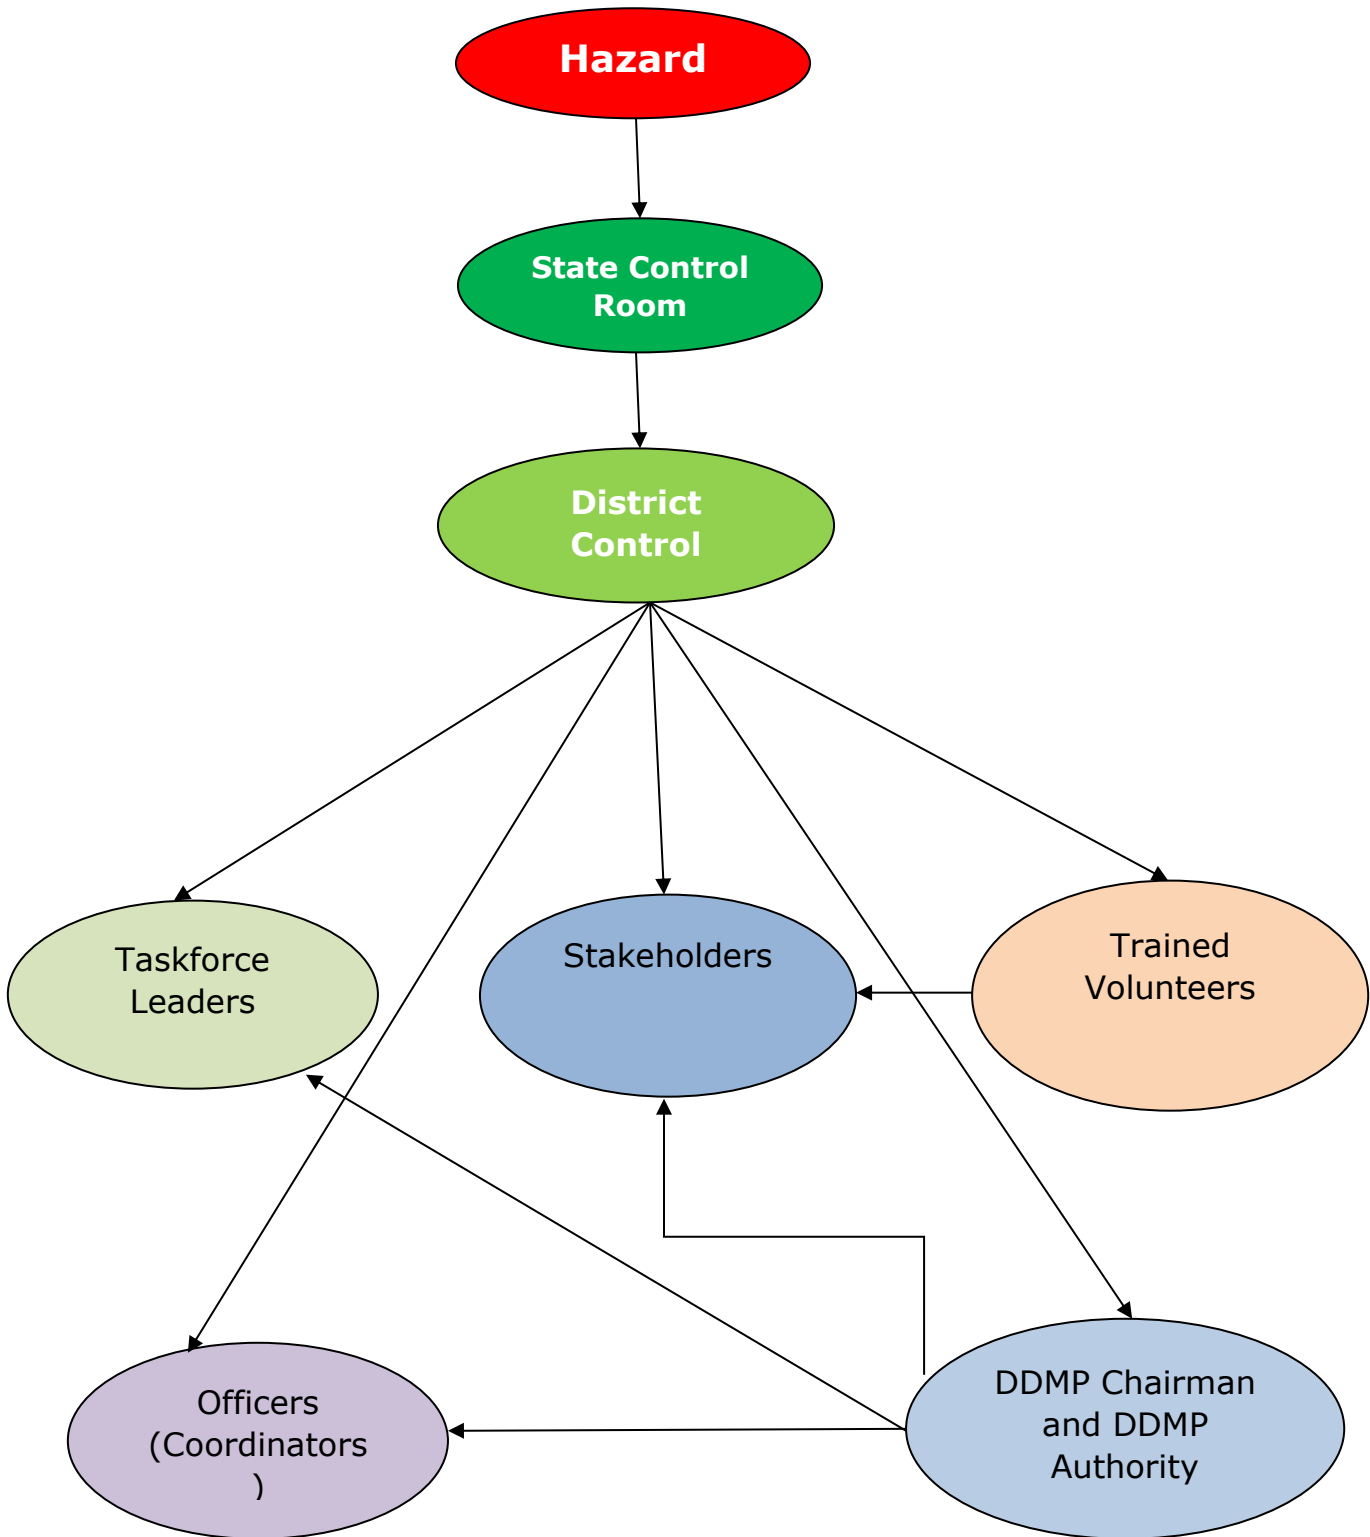 Hazard
State Control
Room
District
Control
Taskforce
Leaders
Stakeholders
Trained
Volunteers
Officers
(Coordinators
)
DDMP Chairman
and DDMP
Authority